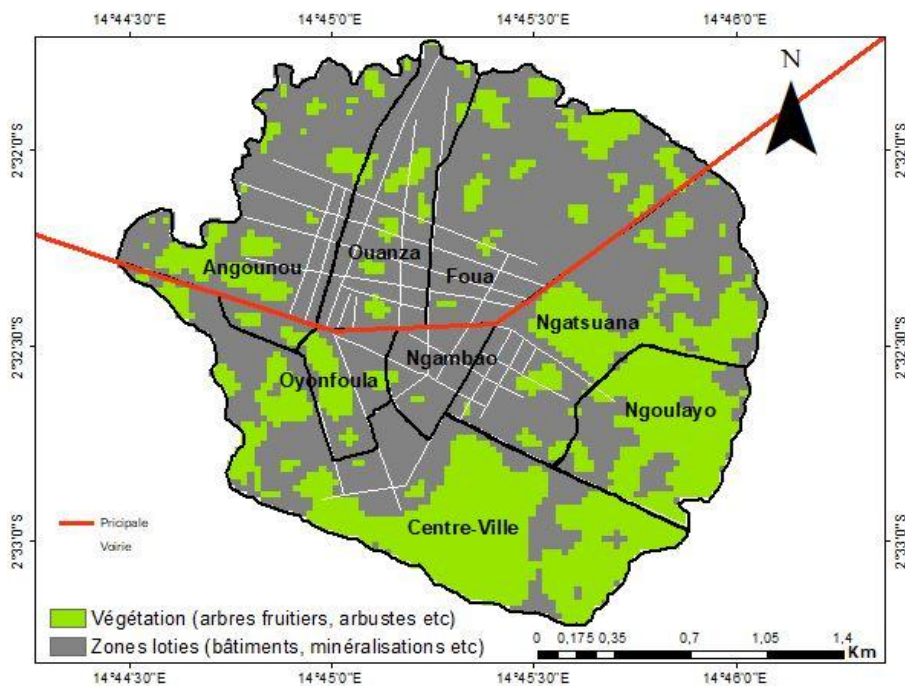 14°44'30"E 14°45'0"E 14°45'30"E 14°46'0"E
N
2°32'0"S 2°32'0"S
Ouanza
Angounou
Foua
Ngatsuana
2°32'30"S 2°32'30"S
Ngambao
Oyonfoula
Ngoulayo
Centre-Ville
Pricipale
Voirie
2°33'0"S 2°33'0"S
Végétation (arbres fruitiers, arbustes etc)
Zones loties (bâtiments, minéralisations etc)
0 0,175 0,35 0,7 1,05 1,4
Km
14°44'30"E 14°45'0"E 14°45'30"E 14°46'0"E